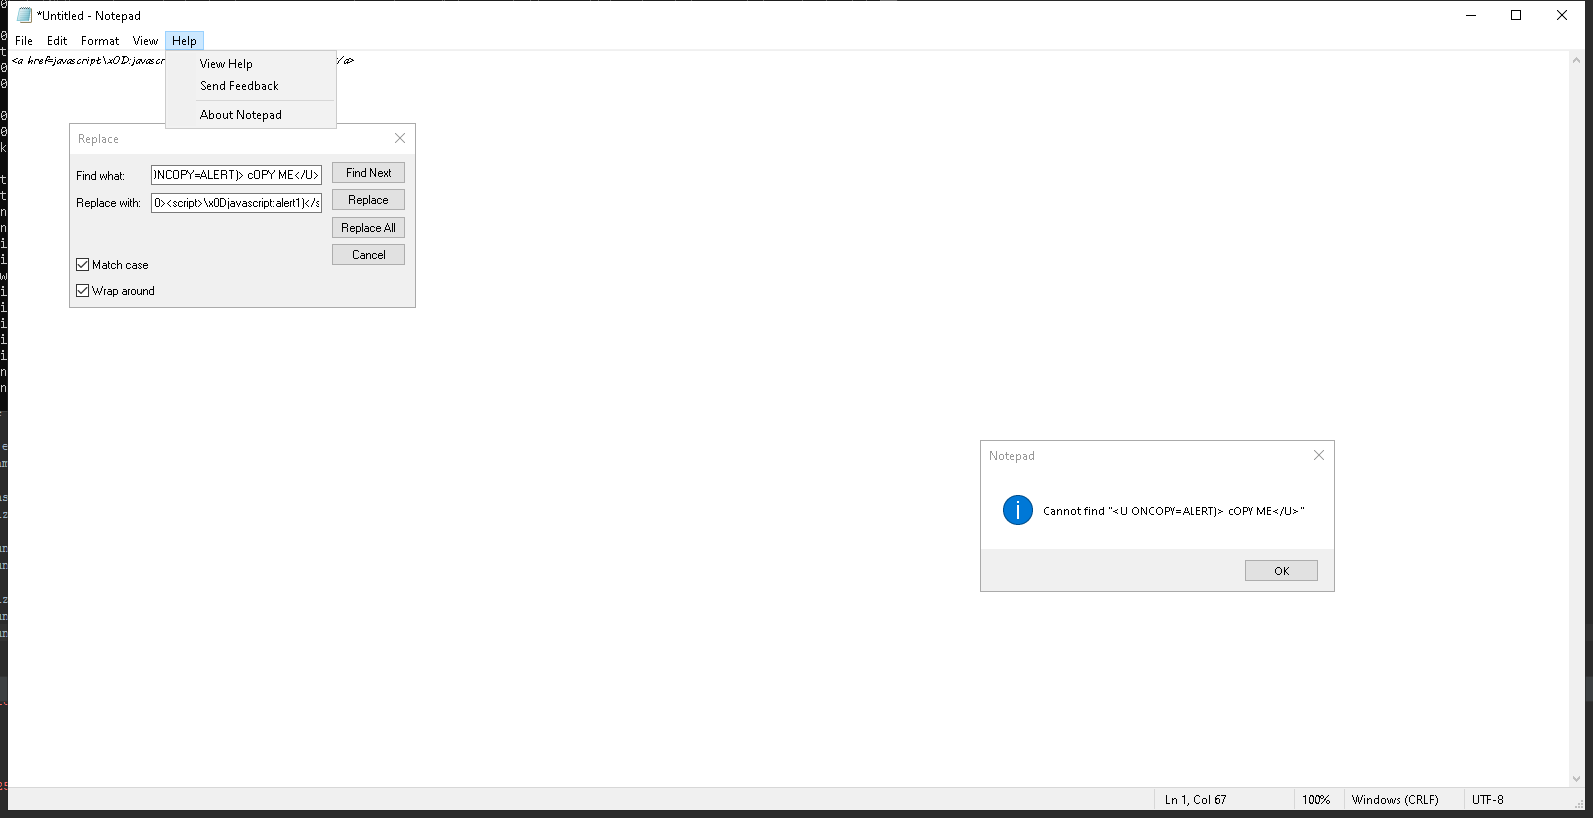 *Untitled - Notepad
File Edit Format View Help
<a href=javascript\x0D:javascr /a>
View Help
Send Feedback
About Notepad
Replace
Find what: ONCOPY=ALERT)> cOPY ME</U> Find Next
Replace with: 0><script>\x0Djavascript:alert1)</s Replace
Replace All
Cancel
Match case
Wrap around
Notepad
Cannot find "<U ONCOPY=ALERT)> cOPY ME</U>"
OK
Ln 1, Col 67 100% Windows (CRLF) UTF-8